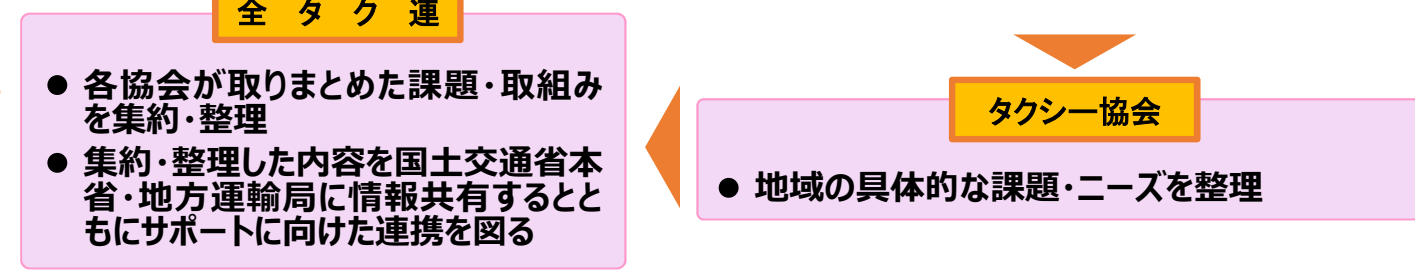 全タク連
● 各協会が取りまとめた課題・取組み
を集約・整理
● 集約・整理した内容を国土交通省本
省・地方運輸局に情報共有するとと
もにサポートに向けた連携を図る
タクシー協会
● 地域の具体的な課題・ニーズを整理